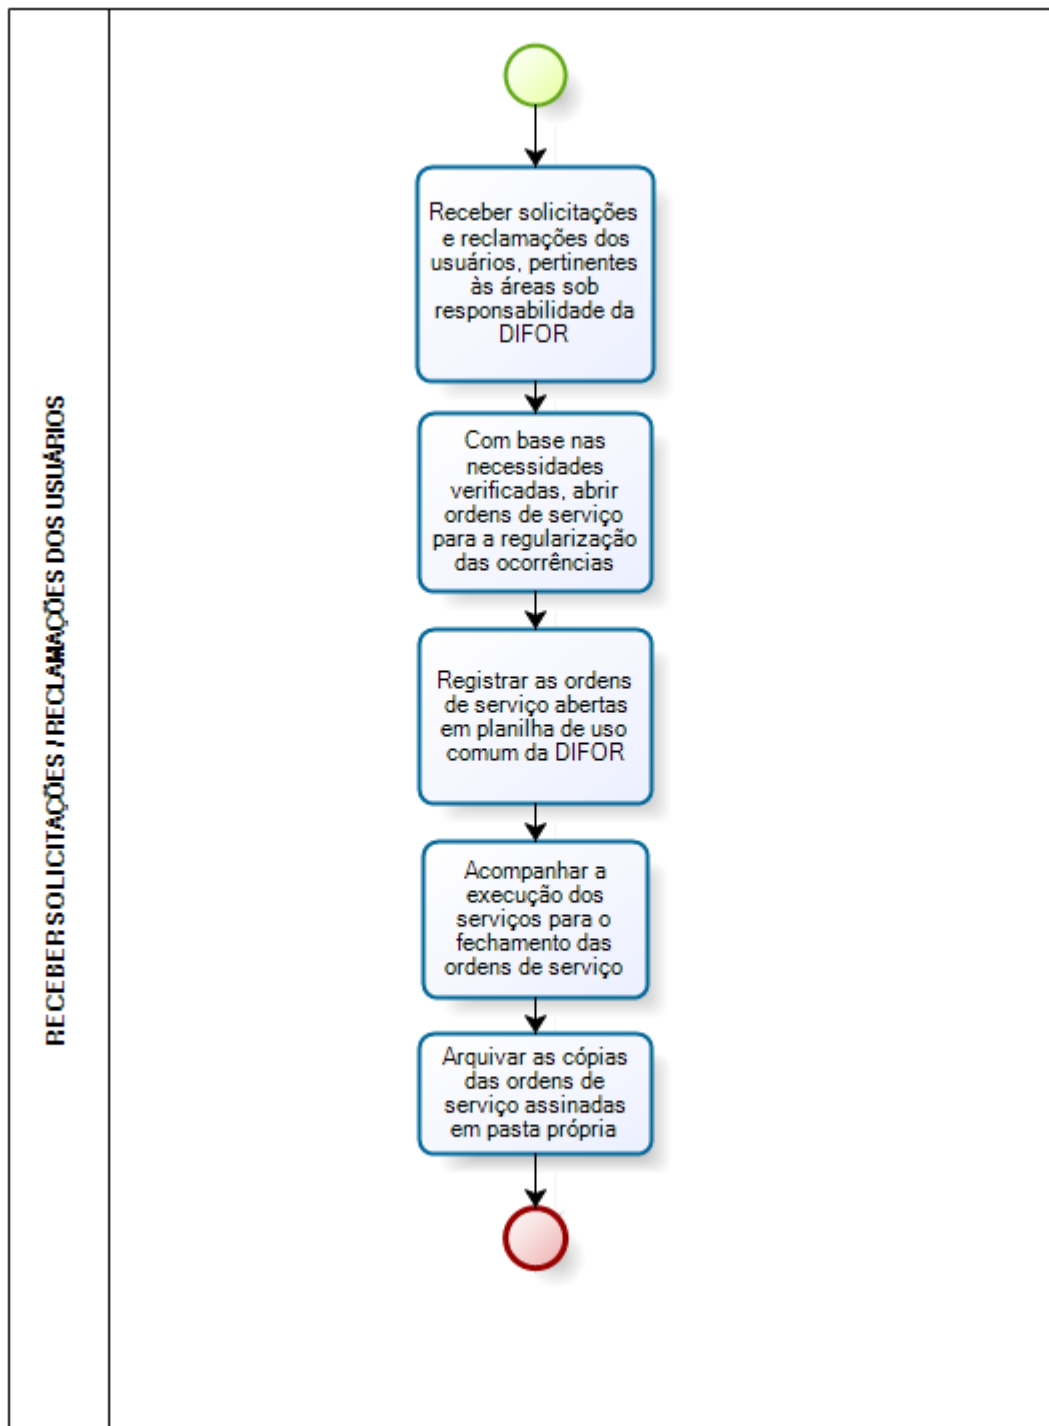 RECEBER SOLICITAÇÕES / RECLAMAÇÕES DOS USUÁRIOS
Receber solicitações
e reclamações dos
usuários, pertinentes
às áreas sob
responsabilidade da
DIFOR
Com base nas
necessidades
verificadas, abrir
ordens de serviço
para a regularização
das ocorrências
Registrar as ordens
de serviço abertas
em planilha de uso
comum da DIFOR
Acompanhar a
execução dos
serviços para o
fechamento das
ordens de serviço
Arquivar as cópias
das ordens de
serviço assinadas
em pasta própria